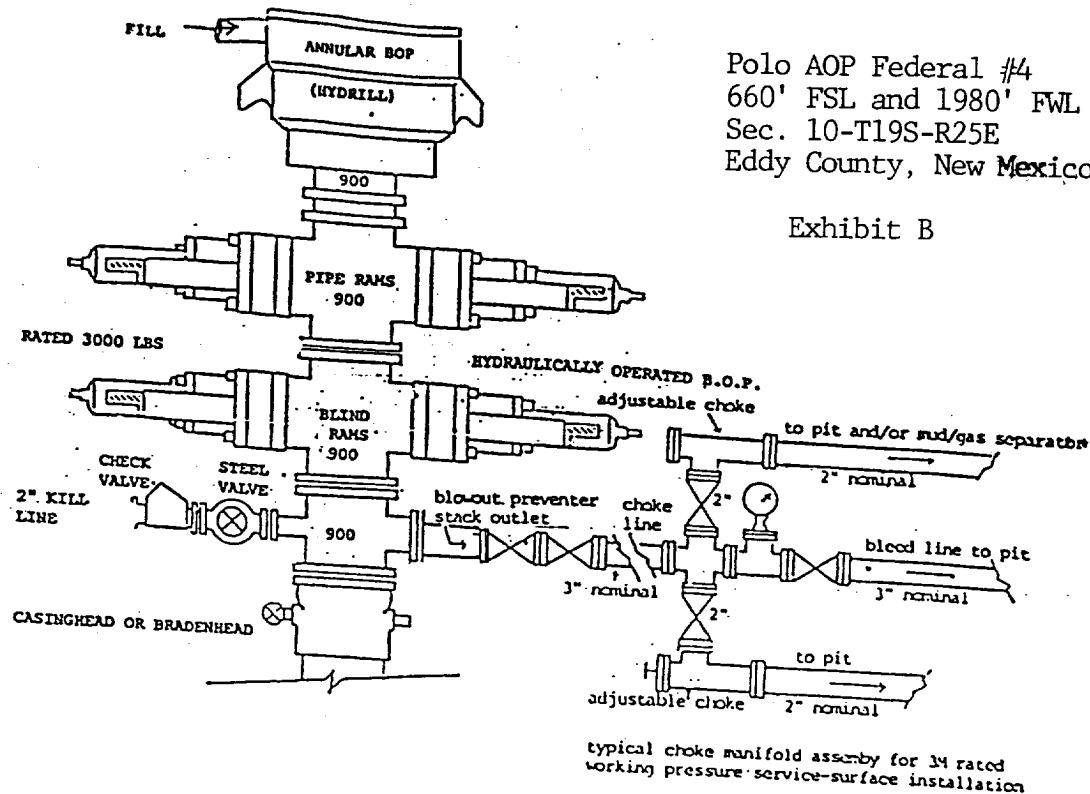 FILL
ANNULAR BOP
(HYDRILL)
Polo AOP Federal #4
660' FSL and 1980' FWL
Sec. 10-T19S-R25E
Eddy County, New Mexico
Exhibit B
900
PIPE RAMS
900
RATED 3000 LBS
HYDRAULICALLY OPERATED B.O.P.
adjustable choke
to pit and/or mud/gas separator
2" nominal
BLIND
RAMS
900
CHECK
VALVE
STEEL
VALVE
2" KILL
LINE
blowout preventer
stack outlet
choke
line
2"
900
bleed line to pit
3" nominal
3" nominal
CASINGHEAD OR BRADENHEAD
2"
to pit
adjustable choke
2" nominal
typical choke manifold assemby for 3M rated
working pressure service-surface installation